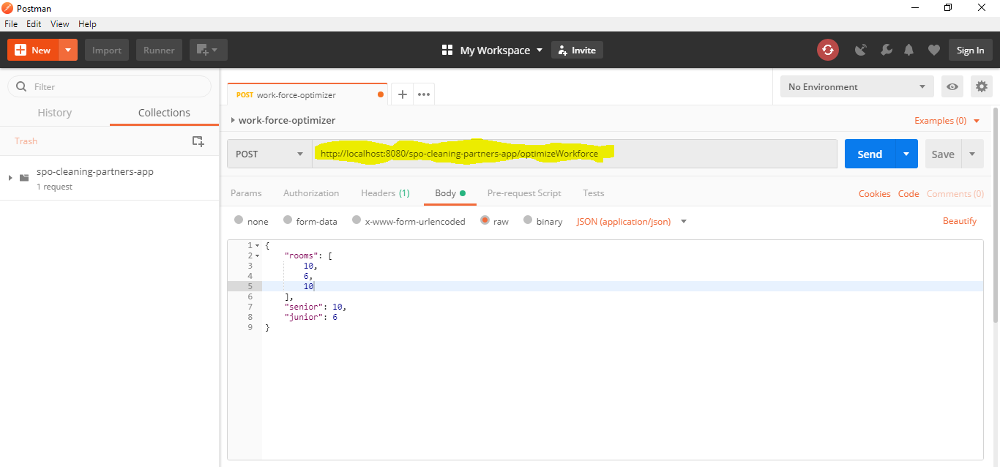 Postman
File Edit View Help
New Import Runner My Workspace Invite Sign In
Filter
History Collections
Trash
spo-cleaning-partners-app
1 request
POST work-force-optimizer
No Environment
work-force-optimizer
Examples (0)
POST http://localhost:8080/spo-cleaning-partners-app/optimizeWorkforce Send Save
Params Authorization Headers (1) Body Pre-request Script Tests Cookies Code Comments (0)
none form-data x-www-form-urlencoded raw binary JSON (application/json) Beautify
1 {
2 "rooms": [
3 10,
4 6,
5 10
6 ],
7 "senior": 10,
8 "junior": 6
9 }